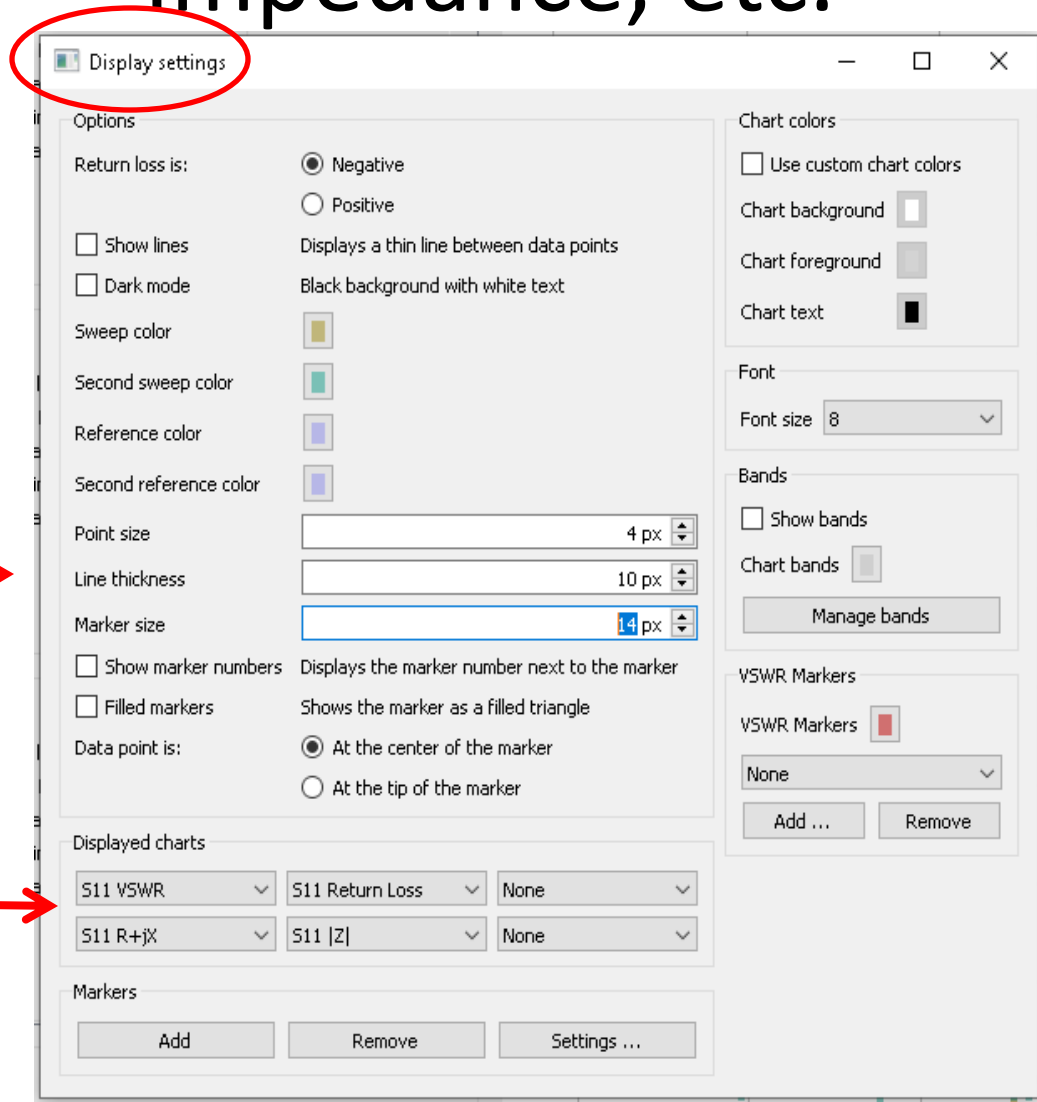 Impedance, etc.
Display settings
Options
Return loss is:
Negative
Positive
Show lines
Displays a thin line between data points
Dark mode
Black background with white text
Sweep color
Second sweep color
Reference color
Second reference color
Point size
4 px
Line thickness
10 px
Marker size
14 px
Show marker numbers
Displays the marker number next to the marker
Filled markers
Shows the marker as a filled triangle
Data point is:
At the center of the marker
At the tip of the marker
Displayed charts
S11 VSWR
S11 Return Loss
None
S11 R+jX
S11 |Z|
None
Markers
Add
Remove
Settings ...
Chart colors
Use custom chart colors
Chart background
Chart foreground
Chart text
Font
Font size
8
Bands
Show bands
Chart bands
Manage bands
VSWR Markers
VSWR Markers
None
Add ...
Remove